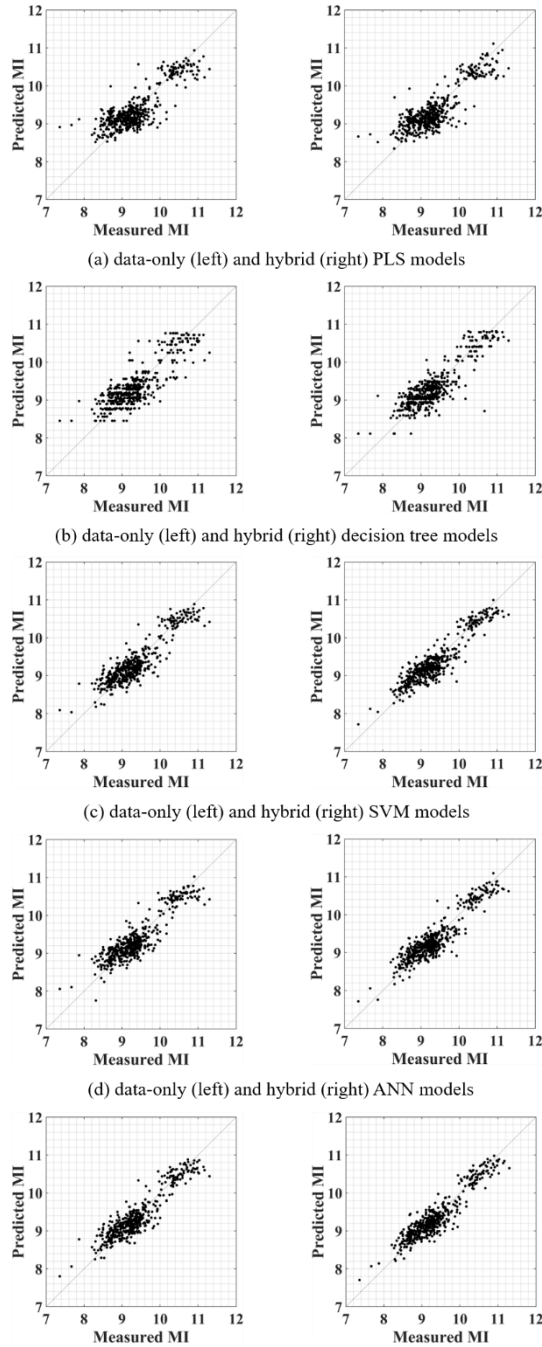 12
12
11
11
10
10
9
9
8
8
7
7
Predicted MI
Predicted MI
7 8 9 10 11 12
7 8 9 10 11 12
Measured MI
Measured MI
(a) data-only (left) and hybrid (right) PLS models
12
12
11
11
10
10
9
9
8
8
7
7
Predicted MI
Predicted MI
7 8 9 10 11 12
7 8 9 10 11 12
Measured MI
Measured MI
(b) data-only (left) and hybrid (right) decision tree models
12
12
11
11
10
10
9
9
8
8
7
7
Predicted MI
Predicted MI
7 8 9 10 11 12
7 8 9 10 11 12
Measured MI
Measured MI
(c) data-only (left) and hybrid (right) SVM models
12
12
11
11
10
10
9
9
8
8
7
7
Predicted MI
Predicted MI
7 8 9 10 11 12
7 8 9 10 11 12
Measured MI
Measured MI
(d) data-only (left) and hybrid (right) ANN models
12
12
11
11
10
10
9
9
8
8
7
7
Predicted MI
Predicted MI
7 8 9 10 11 12
7 8 9 10 11 12
Measured MI
Measured MI